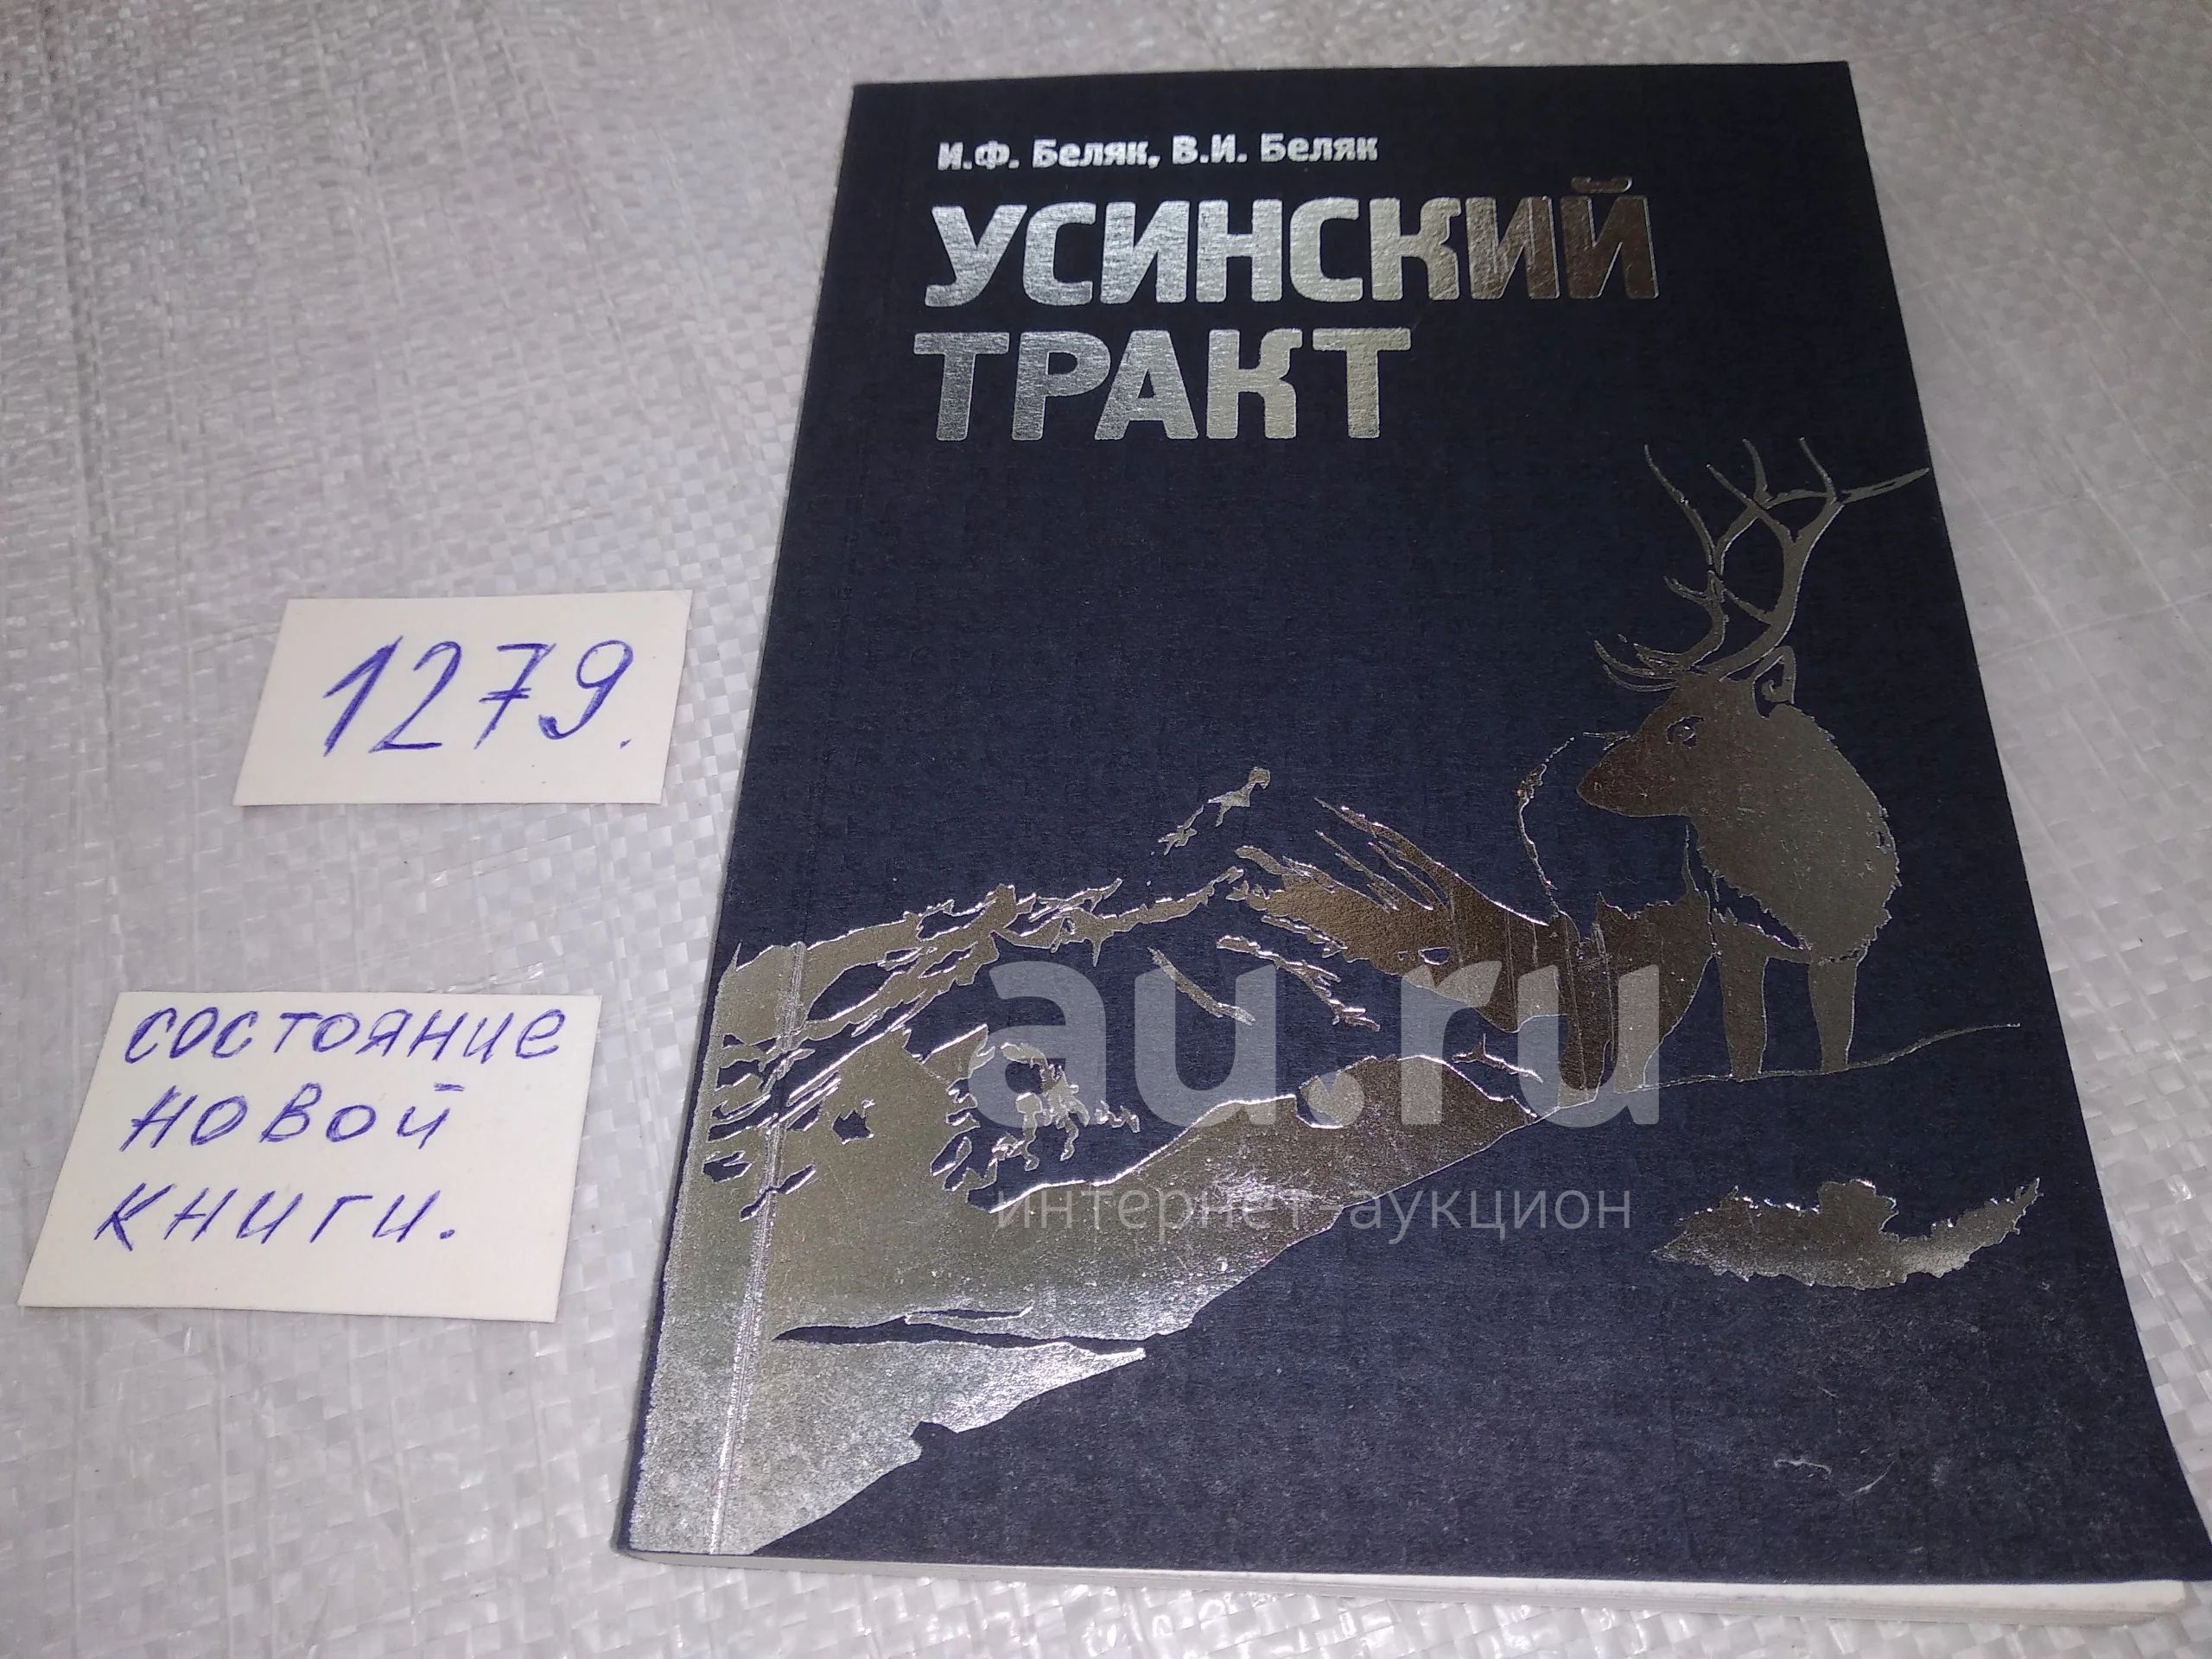 И.Ф. Беляк, В.И. Беляк
УСИНСКИЙ
ТРАКТ
1279.
состояние
новой
книги.
au.ru
интернет-аукцион